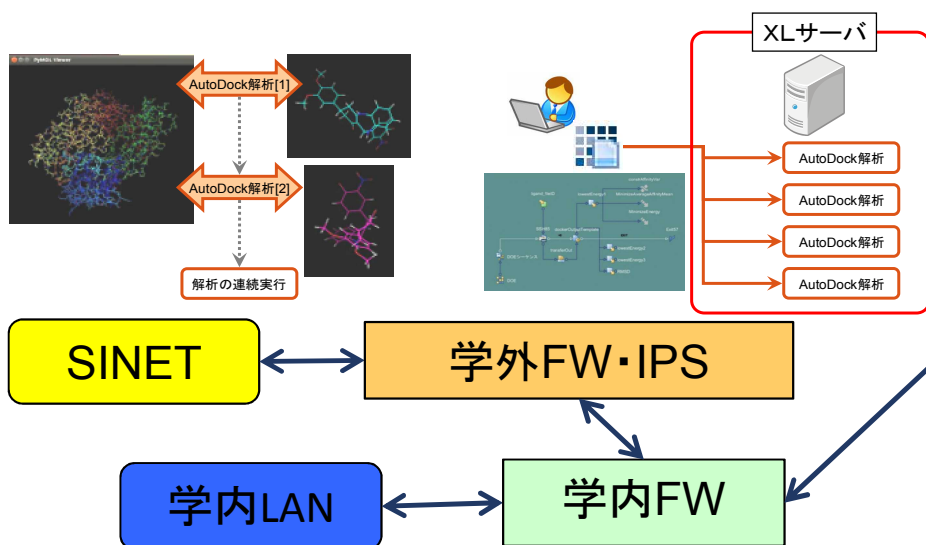 XLサーバ
PyMOL Viewer
AutoDock解析[1]
AutoDock解析[2]
解析の連続実行
AutoDock解析
AutoDock解析
AutoDock解析
AutoDock解析
SINET
学外FW・IPS
学内LAN
学内FW